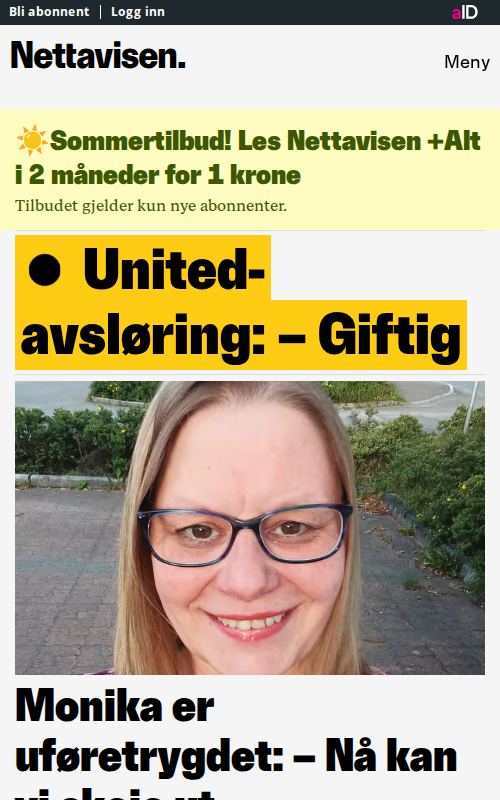 Bli abonnent | Logg inn
aID
Nettavisen.
Meny
☀️Sommertilbud! Les Nettavisen +Alt
i 2 måneder for 1 krone
Tilbudet gjelder kun nye abonnenter.
● United-
avsløring: – Giftig
Monika er
uføretrygdet: – Nå kan